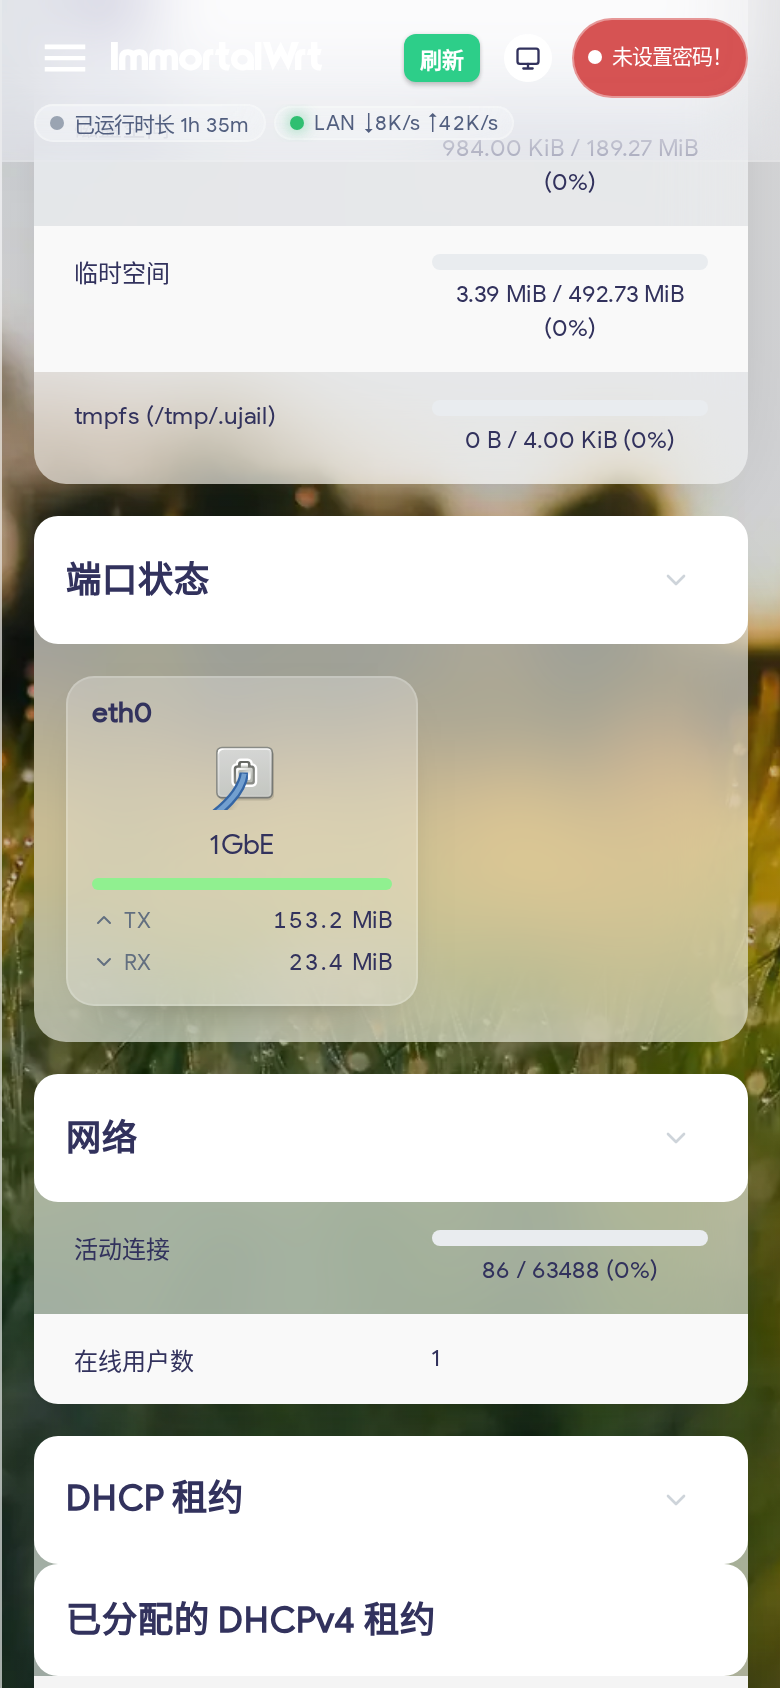 ImmortalWrt
刷新
未设置密码!
已运行时长 1h 35m
LAN ↓8K/s ↑42K/s
984.00 KiB / 189.27 MiB
(0%)
临时空间
3.39 MiB / 492.73 MiB
(0%)
tmpfs (/tmp/.ujail)
0 B / 4.00 KiB (0%)
端口状态
eth0
1GbE
TX 153.2 MiB
RX 23.4 MiB
网络
活动连接
86 / 63488 (0%)
在线用户数 1
DHCP 租约
已分配的 DHCPv4 租约